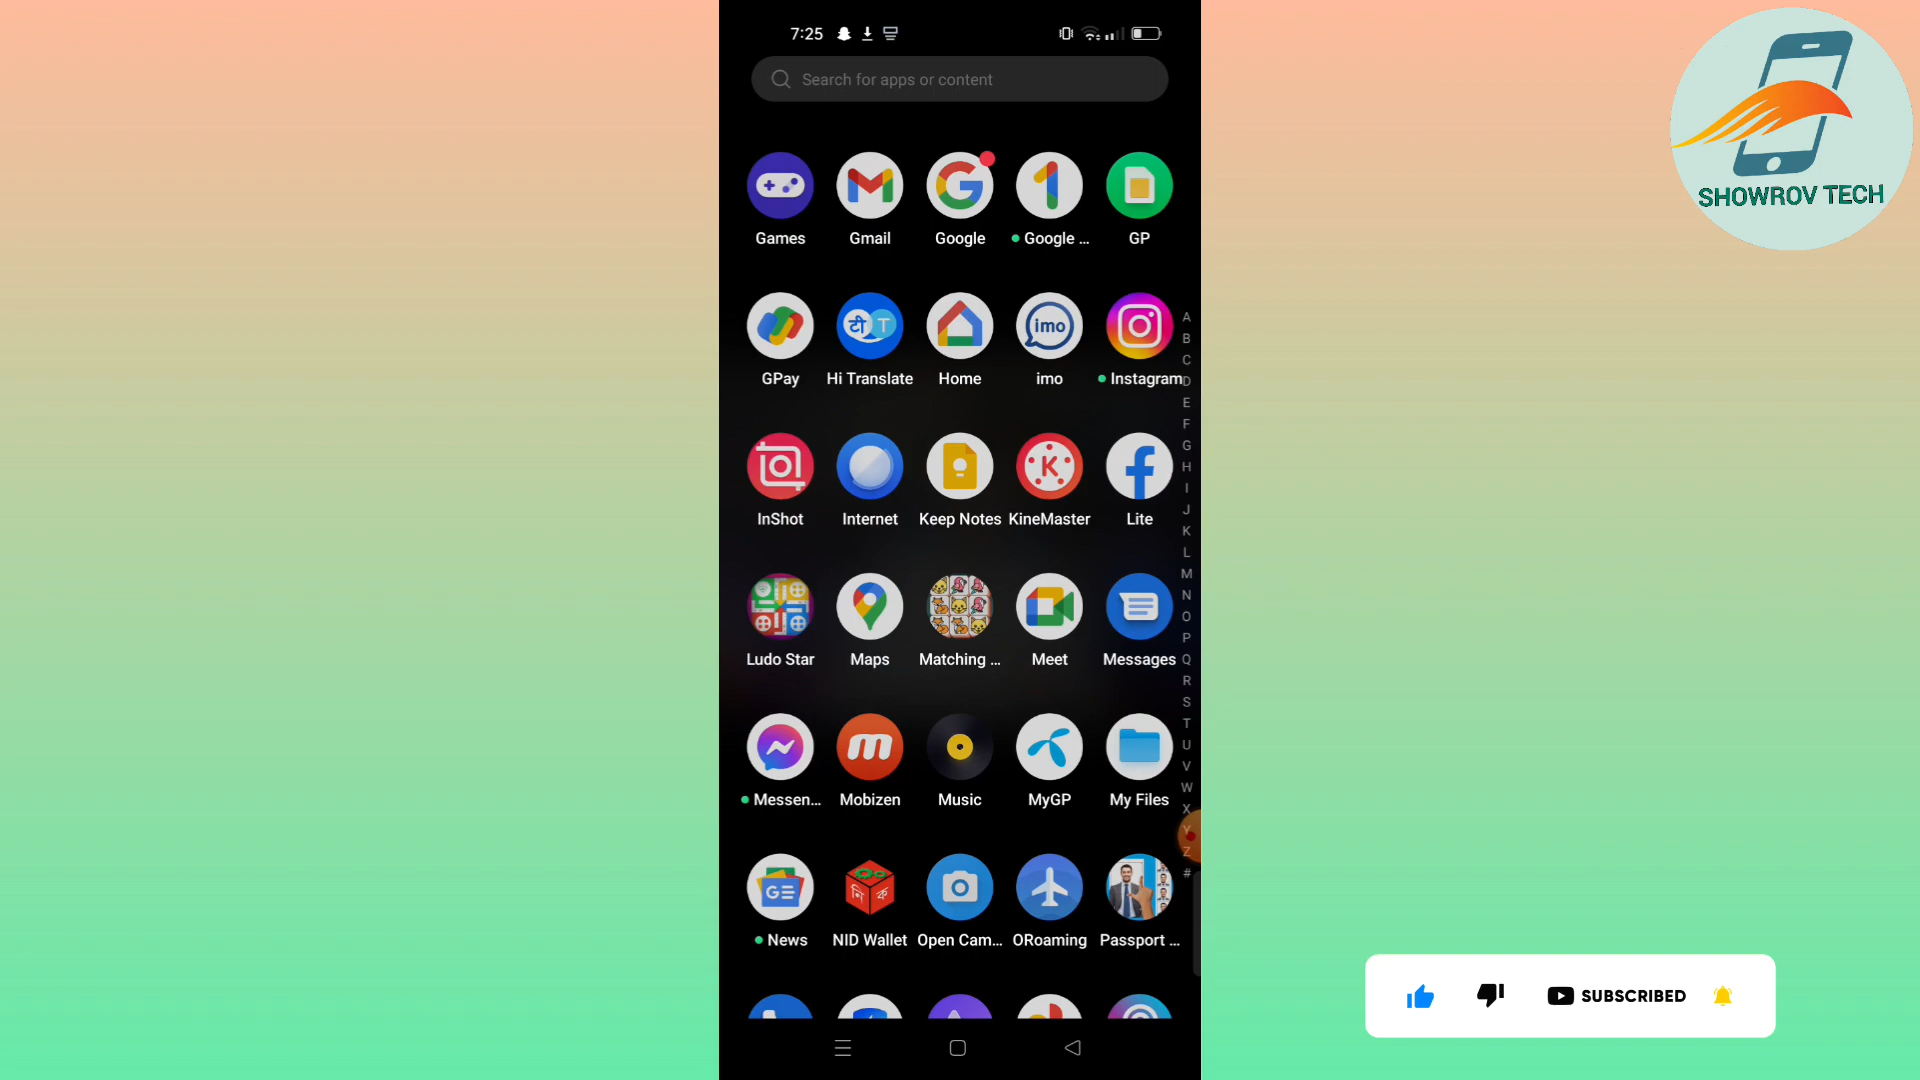 7:25
Search for apps or content
Games Gmail Google Google ... GP
GPay Hi Translate Home imo Instagram
InShot Internet Keep Notes KineMaster Lite
Ludo Star Maps Matching ... Meet Messages
Messen... Mobizen Music MyGP My Files
News NID Wallet Open Cam... ORoaming Passport ...
imo
टी T
K
GE
নি ক
A
B
C
D
E
F
G
H
I
J
K
L
M
N
O
P
Q
R
S
T
U
V
W
X
Y
Z
#
SHOWROV TECH
SUBSCRIBED